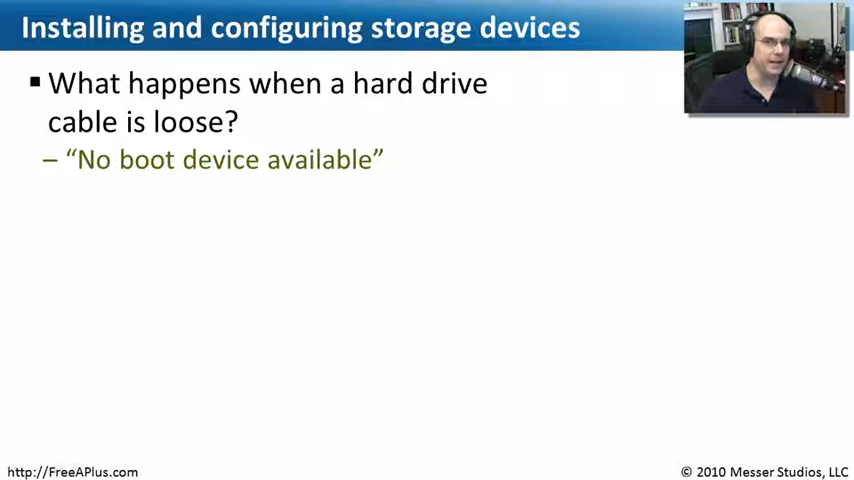 Installing and configuring storage devices
▪ What happens when a hard drive
cable is loose?
– “No boot device available”
http://FreeAPlus.com
© 2010 Messer Studios, LLC